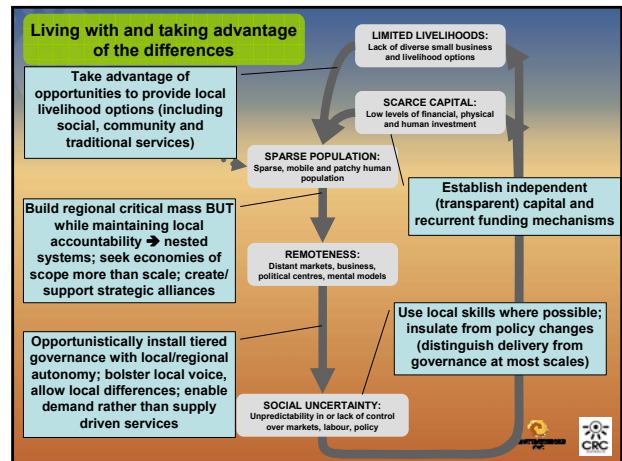 Living with and taking advantage
of the differences
LIMITED LIVELIHOODS:
Lack of diverse small business
and livelihood options
Take advantage of
opportunities to provide local
livelihood options (including
social, community and
traditional services)
SCARCE CAPITAL:
Low levels of financial, physical
and human investment
SPARSE POPULATION:
Sparse, mobile and patchy human
population
Establish independent
(transparent) capital and
recurrent funding mechanisms
Build regional critical mass BUT
while maintaining local
accountability ➔ nested
systems; seek economies of
scope more than scale; create/
support strategic alliances
REMOTENESS:
Distant markets, business,
political centres, mental models
Use local skills where possible;
insulate from policy changes
(distinguish delivery from
governance at most scales)
Opportunistically install tiered
governance with local/regional
autonomy; bolster local voice,
allow local differences; enable
demand rather than supply
driven services
SOCIAL UNCERTAINTY:
Unpredictability in or lack of control
over markets, labour, policy
CRC